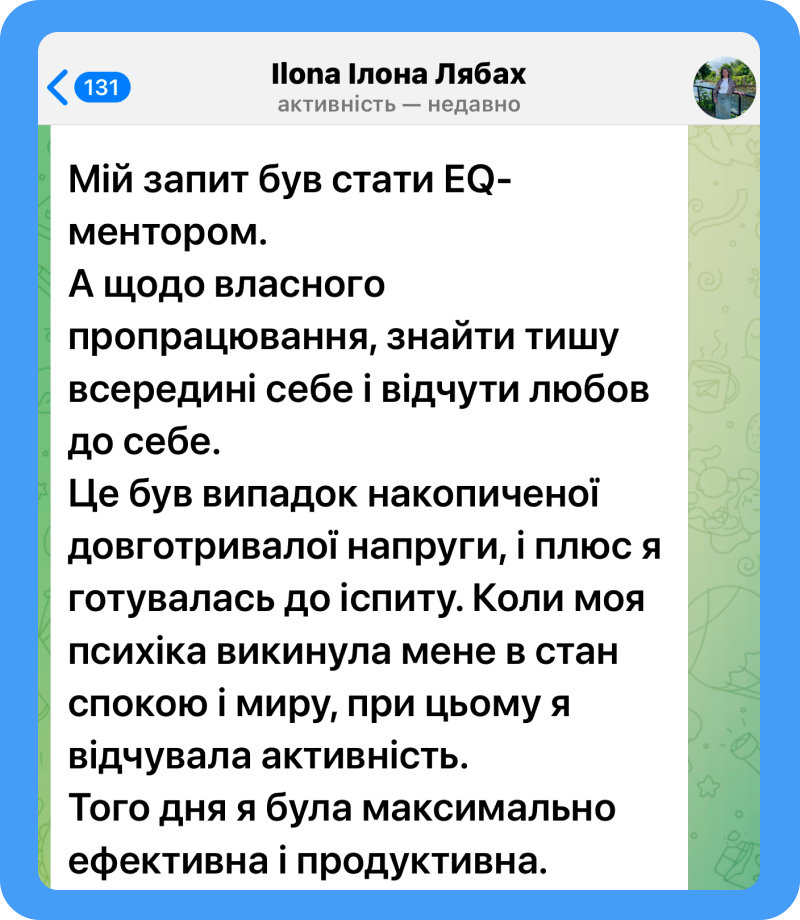 131
Ilona Ілона Лябах
активність — недавно
Мій запит був стати EQ-
ментором.
А щодо власного
пропрацювання, знайти тишу
всередині себе і відчути любов
до себе.
Це був випадок накопиченої
довготривалої напруги, і плюс я
готувалась до іспиту. Коли моя
психіка викинула мене в стан
спокою і миру, при цьому я
відчувала активність.
Того дня я була максимально
ефективна і продуктивна.